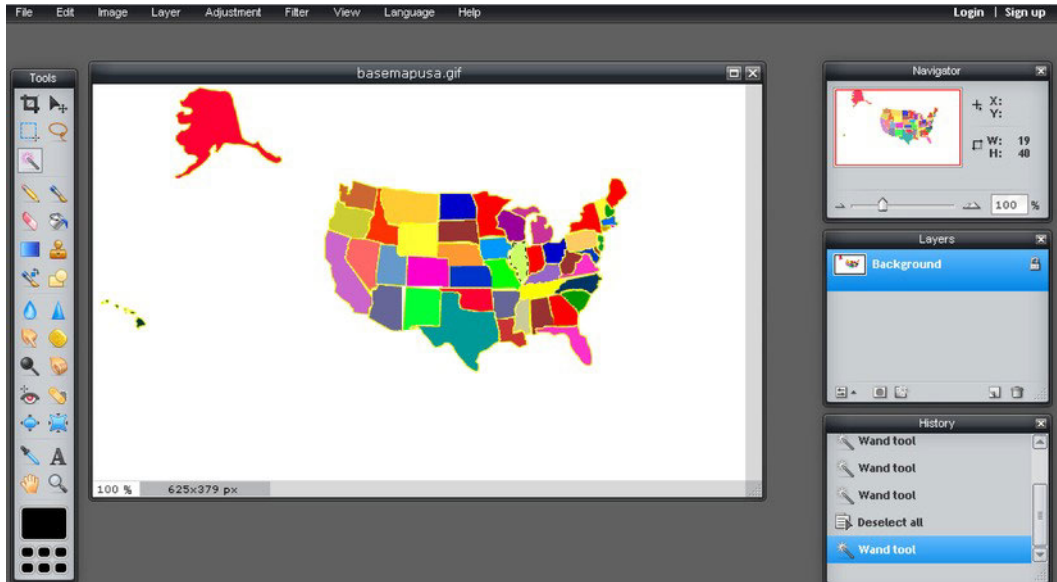 File Edit Image Layer Adjustment Filter View Language Help Login | Sign up
Tools
basemapusa.gif
100 % 625x379 px
A
Navigator
X:
Y:
W: 19
H: 40
100 %
Layers
Background
History
Wand tool
Wand tool
Wand tool
Deselect all
Wand tool